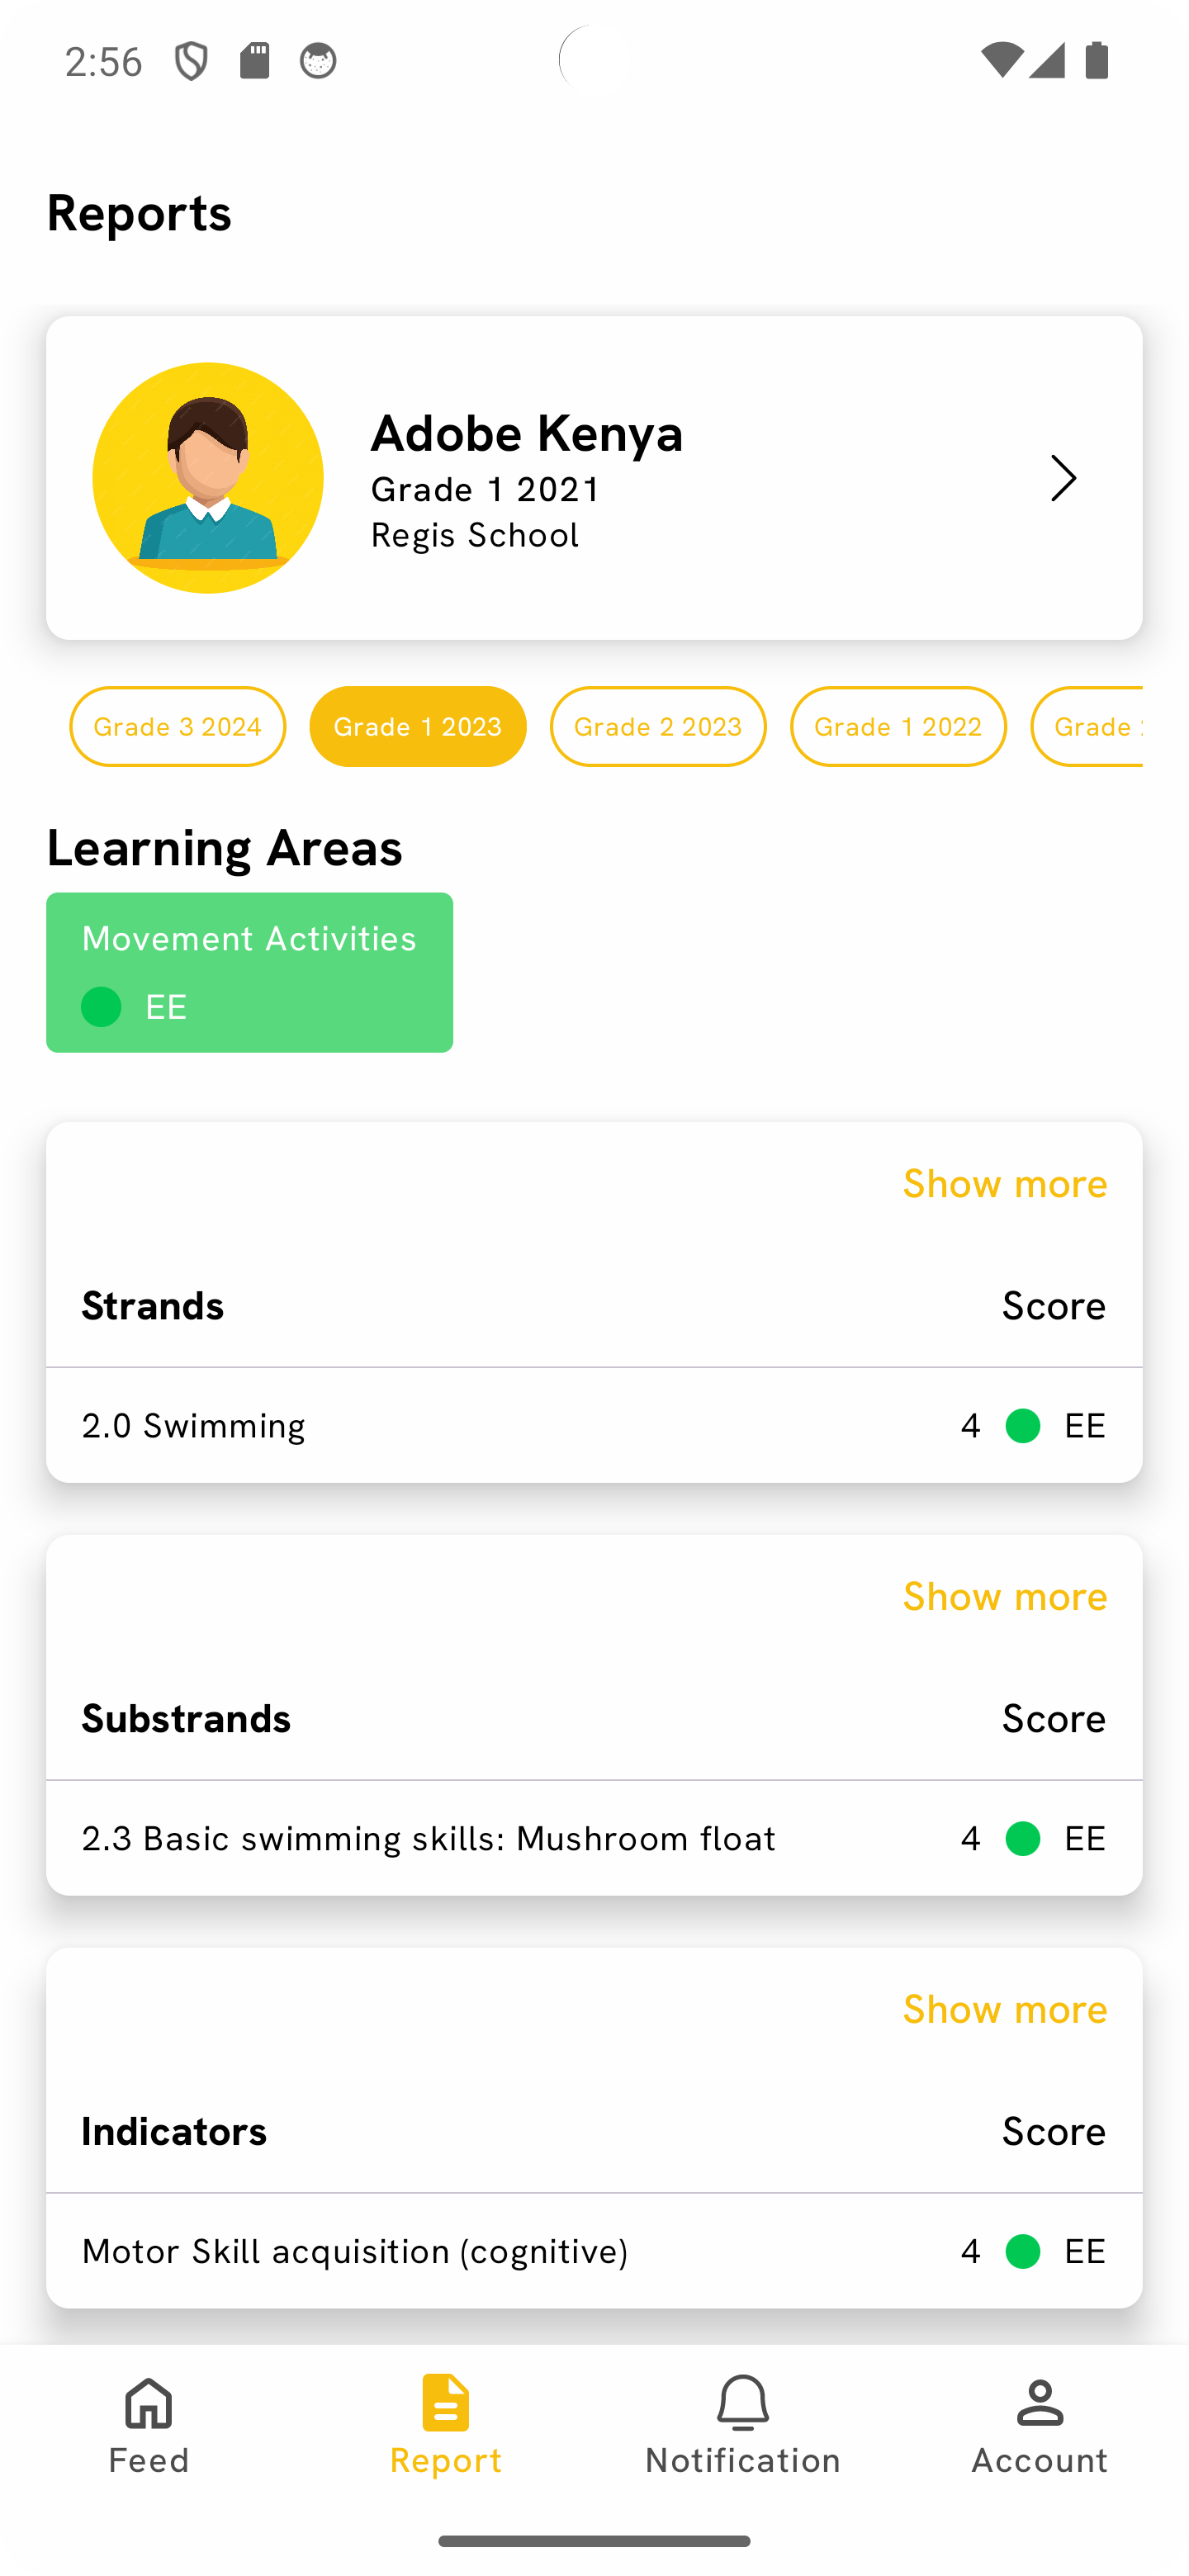 2:56
Reports
Adobe Kenya
Grade 1 2021
Regis School
Grade 3 2024
Grade 1 2023
Grade 2 2023
Grade 1 2022
Grade
Learning Areas
Movement Activities
EE
Show more
Strands Score
2.0 Swimming 4 EE
Show more
Substrands Score
2.3 Basic swimming skills: Mushroom float 4 EE
Show more
Indicators Score
Motor Skill acquisition (cognitive) 4 EE
Feed Report Notification Account